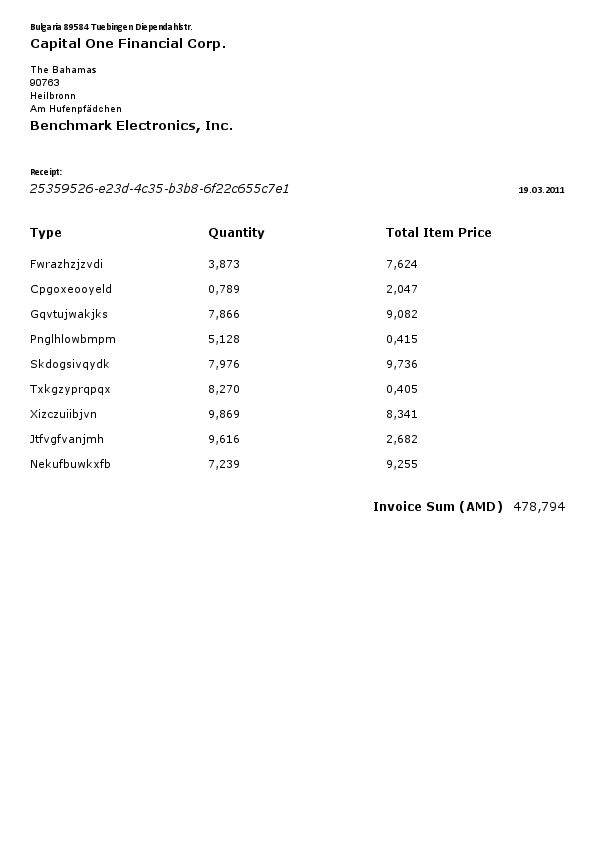 Bulgaria 89584 Tuebingen Diependahlstr.
Capital One Financial Corp.
The Bahamas
90763
Heilbronn
Am Hufenpfädchen
Benchmark Electronics, Inc.
Receipt:
25359526-e23d-4c35-b3b8-6f22c655c7e1 19.03.2011
Type Quantity Total Item Price
Fwrazhzjzvdi 3,873 7,624
Cpgoxeooyeld 0,789 2,047
Gqvtujwakjks 7,866 9,082
Pnglhlowbmpm 5,128 0,415
Skdogsivqydk 7,976 9,736
Txkgzyprqpqx 8,270 0,405
Xizczuiibjvn 9,869 8,341
Jtfvgfvanjmh 9,616 2,682
Nekufbuwkxfb 7,239 9,255
Invoice Sum (AMD) 478,794